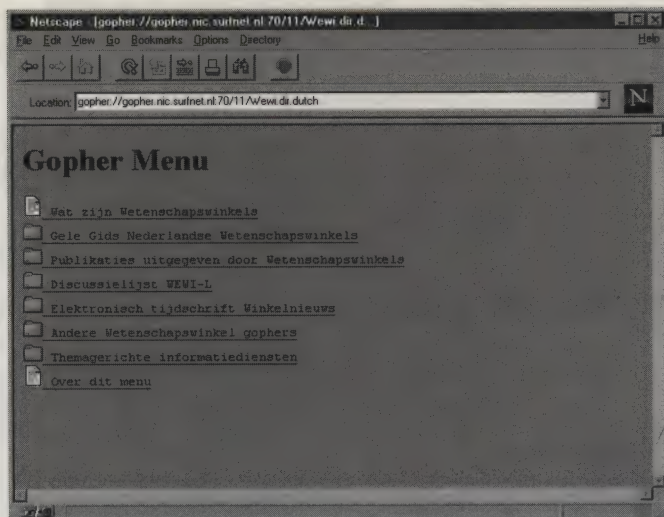 Netscape - [gopher://gopher.nic.surfnet.nl:70/11/Wewi.dir.d...]
File Edit View Go Bookmarks Options Directory Help
Location: gopher://gopher.nic.surfnet.nl:70/11/Wewi.dir.dutch
N
Gopher Menu
Wat zijn Wetenschapswinkels
Gele Gids Nederlandse Wetenschapswinkels
Publikaties uitgegeven door Wetenschapswinkels
Discussielijst WEWI-L
Elektronisch tijdschrift Winkelnieuws
Andere Wetenschapswinkel gophers
Themagerichte informatiediensten
Over dit menu